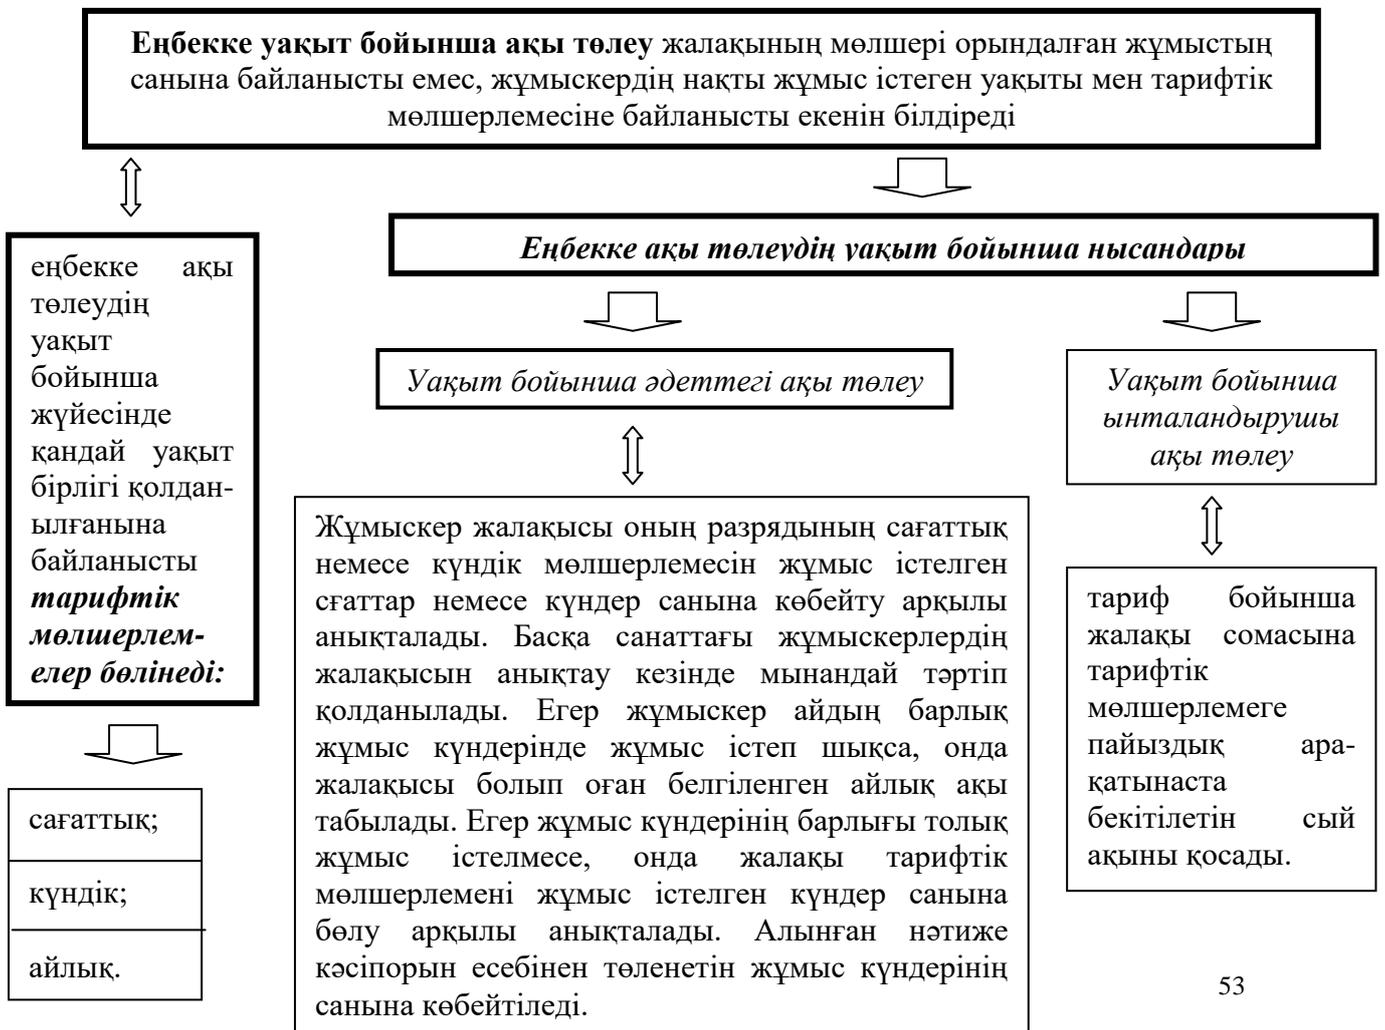 Еңбекке уақыт бойынша ақы төлеу жалақының мөлшері орындалған жұмыстың
санына байланысты емес, жұмыскердің нақты жұмыс істеген уақыты мен тарифтік
мөлшерлемесіне байланысты екенін білдіреді
еңбекке ақы
төлеудің
уақыт
бойынша
жүйесінде
қандай уақыт
бірлігі қолдан-
ылғанына
байланысты
тарифтік
мөлшерлем-
елер бөлінеді:
сағаттық;
күндік;
айлық.
Еңбекке ақы төлеудің уақыт бойынша нысандары
Уақыт бойынша әдеттегі ақы төлеу
Жұмыскер жалақысы оның разрядының сағаттық
немесе күндік мөлшерлемесін жұмыс істелген
сғаттар немесе күндер санына көбейту арқылы
анықталады. Басқа санаттағы жұмыскерлердің
жалақысын анықтау кезінде мынандай тәртіп
қолданылады. Егер жұмыскер айдың барлық
жұмыс күндерінде жұмыс істеп шықса, онда
жалақысы болып оған белгіленген айлық ақы
табылады. Егер жұмыс күндерінің барлығы толық
жұмыс істелмесе, онда жалақы тарифтік
мөлшерлемені жұмыс істелген күндер санына
бөлу арқылы анықталады. Алынған нәтиже
кәсіпорын есебінен төленетін жұмыс күндерінің
санына көбейтіледі.
Уақыт бойынша
ынталандырушы
ақы төлеу
тариф бойынша
жалақы сомасына
тарифтік
мөлшерлемеге
пайыздық ара-
қатынаста
бекітілетін сый
ақыны қосады.
53